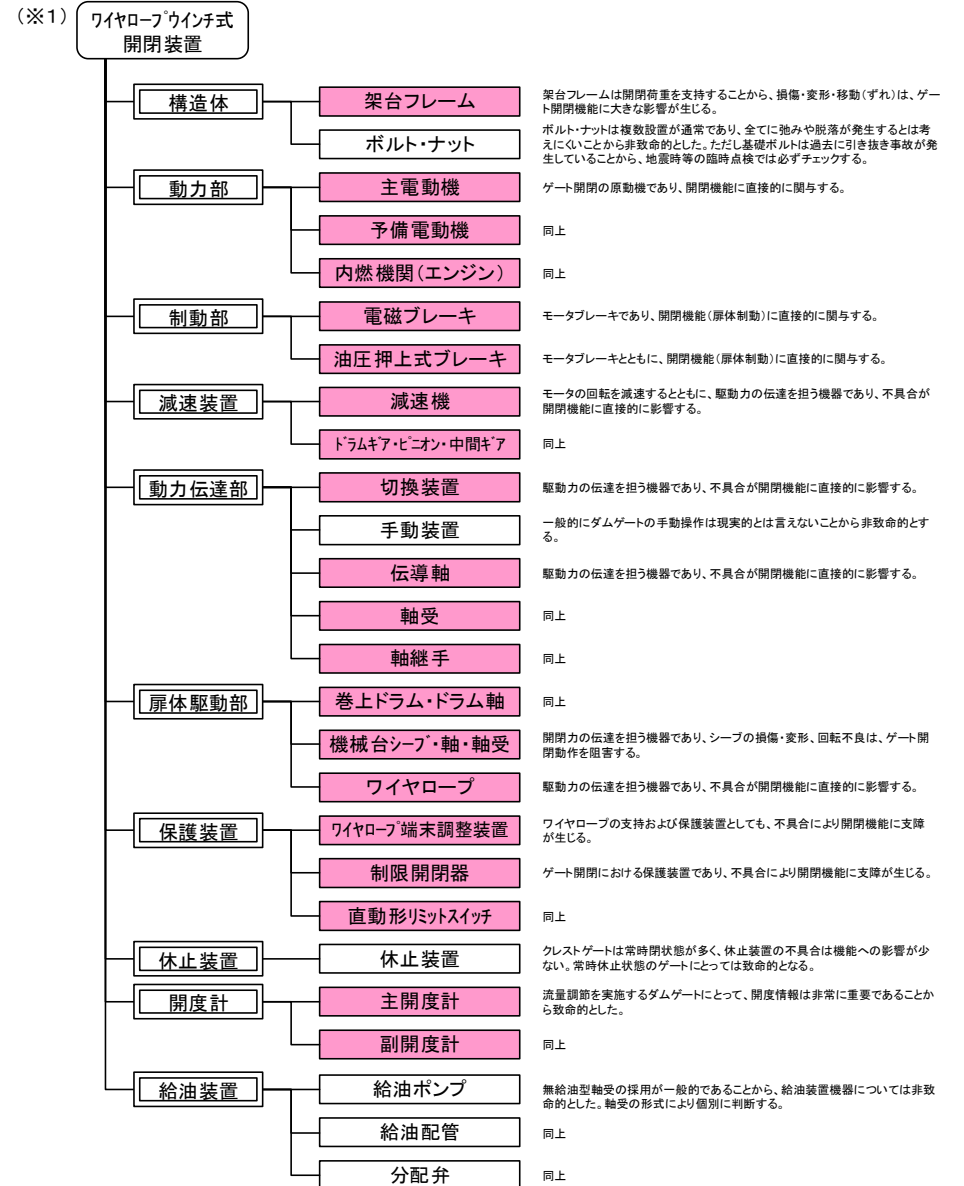 (※1)
ワイヤロープウインチ式
開閉装置
構造体
架台フレーム
架台フレームは開閉荷重を支持することから、損傷・変形・移動(ずれ)は、ゲー
ト開閉機能に大きな影響が生じる。
ボルト・ナット
ボルト・ナットは複数設置が通常であり、全てに弛みや脱落が発生するとは考
えにくいことから非致命的とした。ただし基礎ボルトは過去に引き抜き事故が発
生していることから、地震時等の臨時点検では必ずチェックする。
動力部
主電動機
ゲート開閉の原動機であり、開閉機能に直接的に関与する。
予備電動機
同上
内燃機関(エンジン)
同上
制動部
電磁ブレーキ
モータブレーキであり、開閉機能(扉体制動)に直接的に関与する。
油圧押上式ブレーキ
モータブレーキとともに、開閉機能(扉体制動)に直接的に関与する。
減速装置
減速機
モータの回転を減速するとともに、駆動力の伝達を担う機器であり、不具合が
開閉機能に直接的に影響する。
ドラムギア・ピニオン・中間ギア
同上
動力伝達部
切換装置
駆動力の伝達を担う機器であり、不具合が開閉機能に直接的に影響する。
手動装置
一般的にダムゲートの手動操作は現実的とは言えないことから非致命的とす
る。
伝導軸
駆動力の伝達を担う機器であり、不具合が開閉機能に直接的に影響する。
軸受
同上
軸継手
同上
扉体駆動部
巻上ドラム・ドラム軸
同上
機械台シーブ・軸・軸受
開閉力の伝達を担う機器であり、シーブの損傷・変形、回転不良は、ゲート開
閉動作を阻害する。
ワイヤロープ
駆動力の伝達を担う機器であり、不具合が開閉機能に直接的に影響する。
保護装置
ワイヤロープ端末調整装置
ワイヤロープの支持および保護装置としても、不具合により開閉機能に支障
が生じる。
制限開閉器
ゲート開閉における保護装置であり、不具合により開閉機能に支障が生じる。
直動形リミットスイッチ
同上
休止装置
休止装置
クレストゲートは常時閉状態が多く、休止装置の不具合は機能への影響が少
ない。常時休止状態のゲートにとっては致命的となる。
開度計
主開度計
流量調節を実施するダムゲートにとって、開度情報は非常に重要であることか
ら致命的とした。
副開度計
同上
給油装置
給油ポンプ
無給油型軸受の採用が一般的であることから、給油装置機器については非致
命的とした。軸受の形式により個別に判断する。
給油配管
同上
分配弁
同上